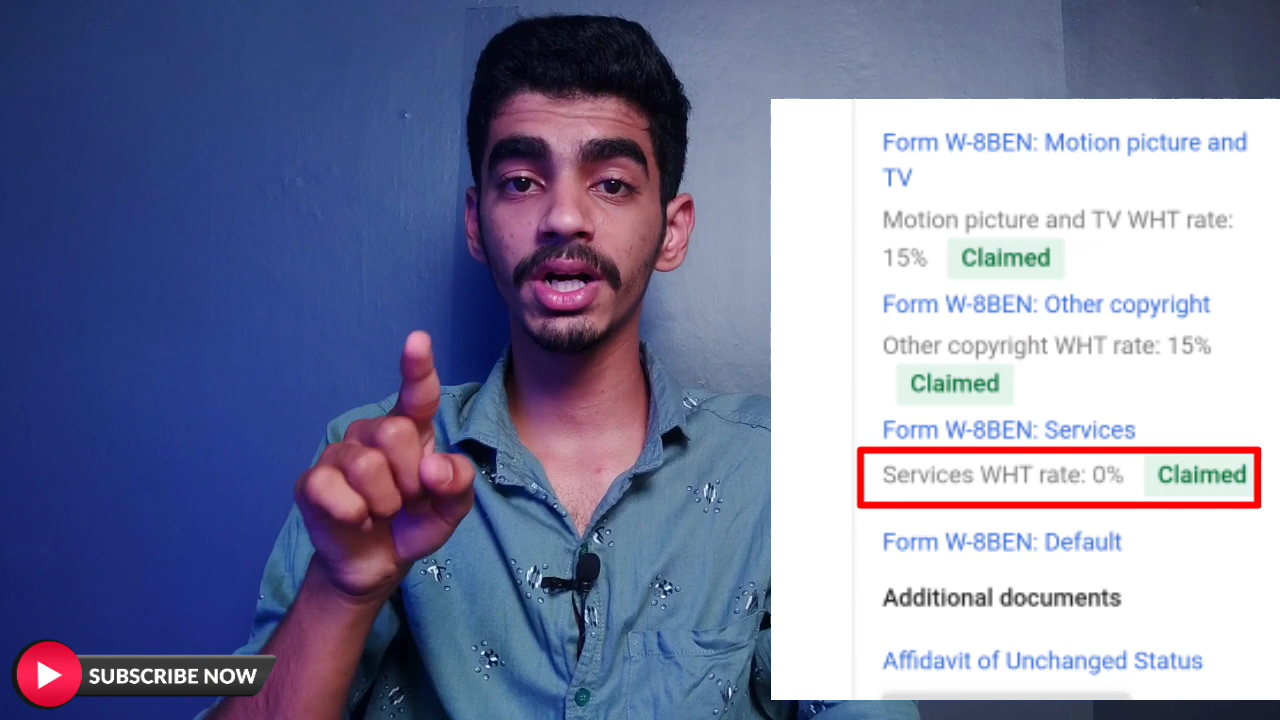 Form W-8BEN: Motion picture and
TV
Motion picture and TV WHT rate:
15% Claimed
Form W-8BEN: Other copyright
Other copyright WHT rate: 15%
Claimed
Form W-8BEN: Services
Services WHT rate: 0% Claimed
Form W-8BEN: Default
Additional documents
Affidavit of Unchanged Status
SUBSCRIBE NOW